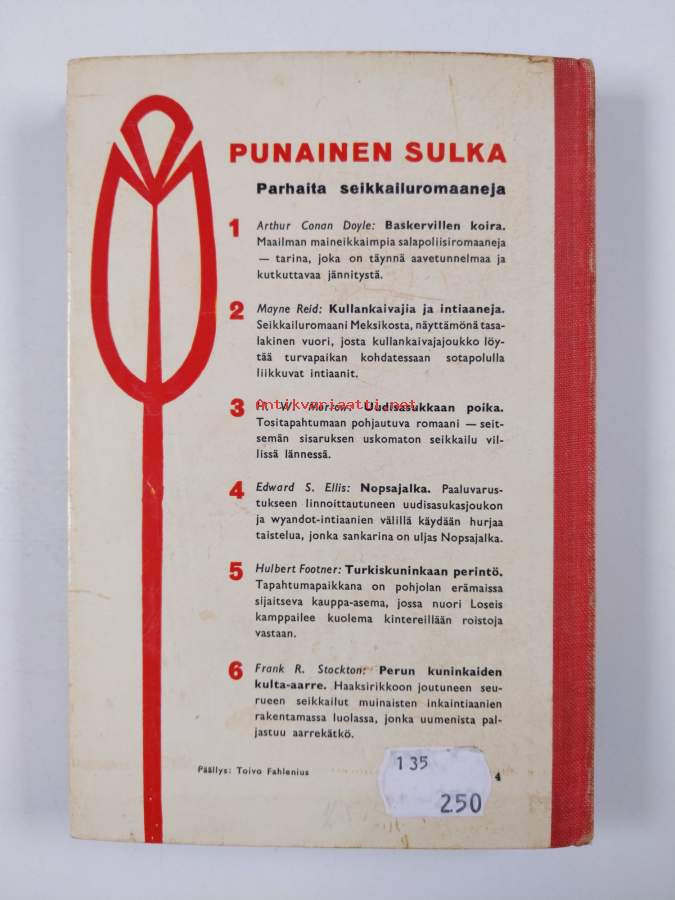 PUNAINEN SULKA
Parhaita seikkailuromaaneja
1 Arthur Conan Doyle: Baskervillen koira.
Maailman maineikkaimpia salapoliisiromaaneja
— tarina, joka on täynnä aavetunnelmaa ja
kutkuttavaa jännitystä.
2 Mayne Reid: Kullankaivajia ja intiaaneja.
Seikkailuromaani Meksikosta, näyttämönä tasa-
lakinen vuori, josta kullankaivajajoukko löy-
tää turvapaikan kohdatessaan sotapolulla
liikkuvat intiaanit.
Antikvariaatti.net
3 H. W. Morrow: Uudisasukkaan poika.
Tositapahtumaan pohjautuva romaani — seit-
semän sisaruksen uskomaton seikkailu vil-
lissä lännessä.
4 Edward S. Ellis: Nopsajalka. Paaluvarus-
tukseen linnoittautuneen uudisasukasjoukon
ja wyandot-intiaanien välillä käydään hurjaa
taistelua, jonka sankarina on uljas Nopsajalka.
5 Hulbert Footner: Turkiskuninkaan perintö.
Tapahtumapaikkana on pohjolan erämaissa
sijaitseva kauppa-asema, jossa nuori Loseis
kamppailee kuolema kintereillään roistoja
vastaan.
6 Frank R. Stockton: Perun kuninkaiden
kulta-aarre. Haaksirikkoon joutuneen seu-
rueen seikkailut muinaisten inkaintiaanien
rakentamassa luolassa, jonka uumenista pal-
jastuu aarrekätkö.
Päällys: Toivo Fahlenius
4
135
250